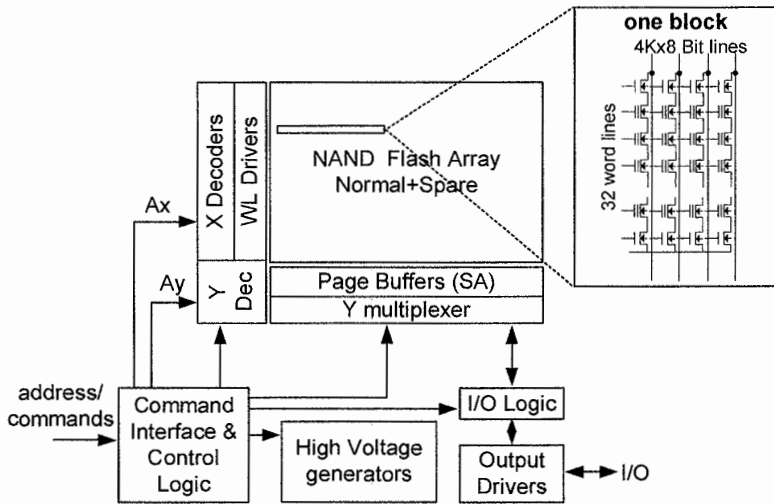 one block
4Kx8 Bit lines
32 word lines
X Decoders
WL Drivers
NAND Flash Array
Normal+Spare
Ax
Ay
Y
Dec
Page Buffers (SA)
Y multiplexer
address/
commands
Command
Interface &
Control
Logic
High Voltage
generators
I/O Logic
Output
Drivers
I/O